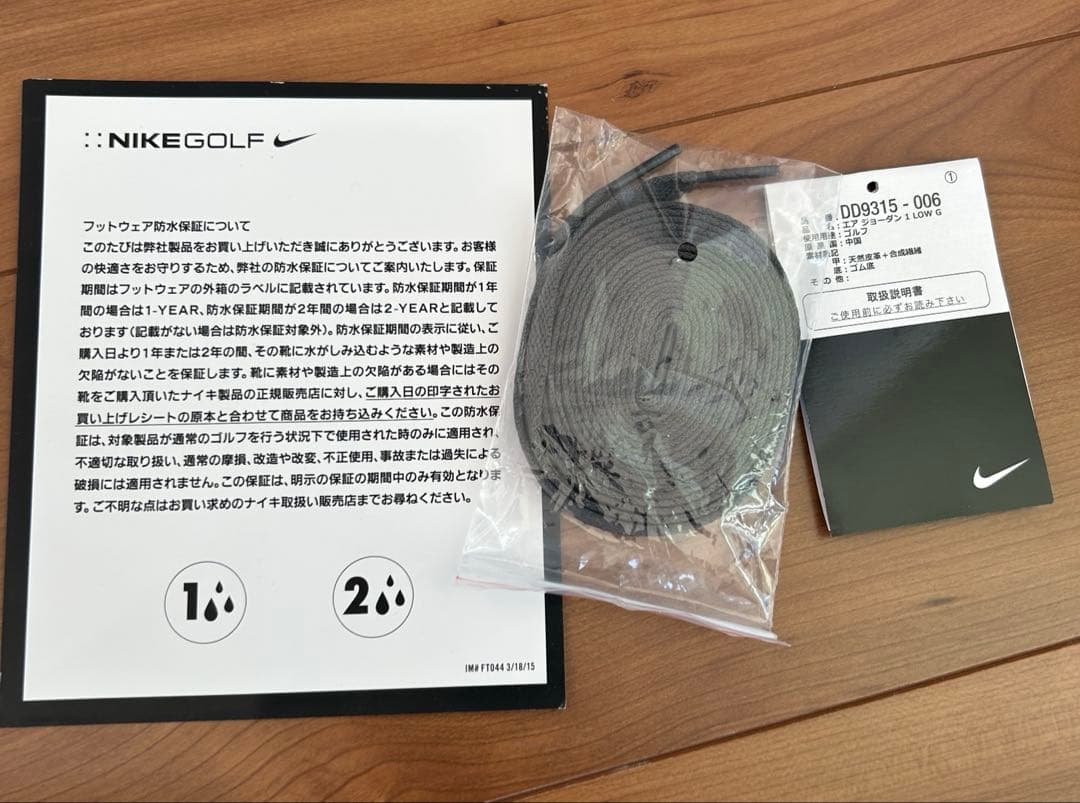 NIKEGOLF
フットウェア防水保証について
このたびは弊社製品をお買い上げいただき誠にありがとうございます。お客様
の快適さをお守りするため、弊社の防水保証についてご案内いたします。保証
期間はフットウェアの外箱のラベルに記載されています。防水保証期間が1年
間の場合は1-YEAR、防水保証期間が2年間の場合は2-YEARと記載して
おります（記載がない場合は防水保証対象外）。防水保証期間の表示に従い、ご
購入日より1年または2年の間、その靴に水がしみ込むような素材や製造上の
欠陥がないことを保証します。靴に素材や製造上の欠陥がある場合にはその
靴をご購入頂いたナイキ製品の正規販売店に対し、ご購入日の印字されたお
買い上げレシートの原本と合わせて商品をお持ち込みください。この防水保
証は、対象製品が通常のゴルフを行う状況下で使用された時のみに適用され、
不適切な取り扱い、通常の摩損、改造や改変、不正使用、事故または過失による
破損には適用されません。この保証は、明示の保証の期間中のみ有効となりま
す。ご不明な点はお買い求めのナイキ取扱い販売店までお尋ねください。
1
2
IM# FT044 3/18/15
①
品 番：DD9315-006
品 名：エア ジョーダン 1 LOW G
使用用途：ゴルフ
原産国：中国
素材表記
甲：天然皮革＋合成繊維
底：ゴム底
その他：
取扱説明書
ご使用前に必ずお読み下さい